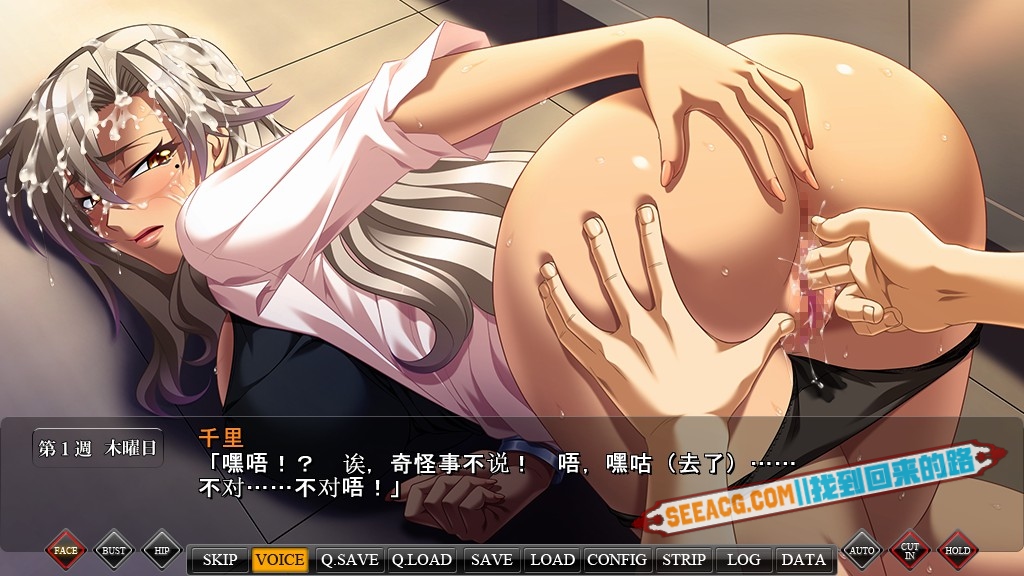 第１週 木曜日
千里
「嘿唔！？ 诶，奇怪事不说！ 唔，嘿咕（去了）……
不对……不对唔！」
SEEACG.COM||找到回来的路
FACE
BUST
HIP
SKIP
VOICE
Q.SAVE
Q.LOAD
SAVE
LOAD
CONFIG
STRIP
LOG
DATA
AUTO
CUT
IN
HOLD